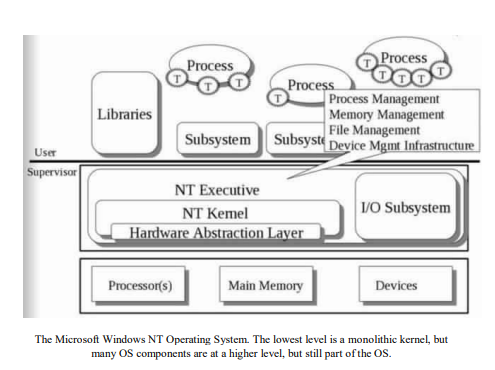 Process
T
T
T
Process
T
T
Process
T
T
T
T
T
Libraries
Subsystem
Subsyste
Process Management
Memory Management
File Management
Device Mgmt Infrastructure
User
Supervisor
NT Executive
NT Kernel
Hardware Abstraction Layer
I/O Subsystem
Processor(s)
Main Memory
Devices
The Microsoft Windows NT Operating System. The lowest level is a monolithic kernel, but
many OS components are at a higher level, but still part of the OS.